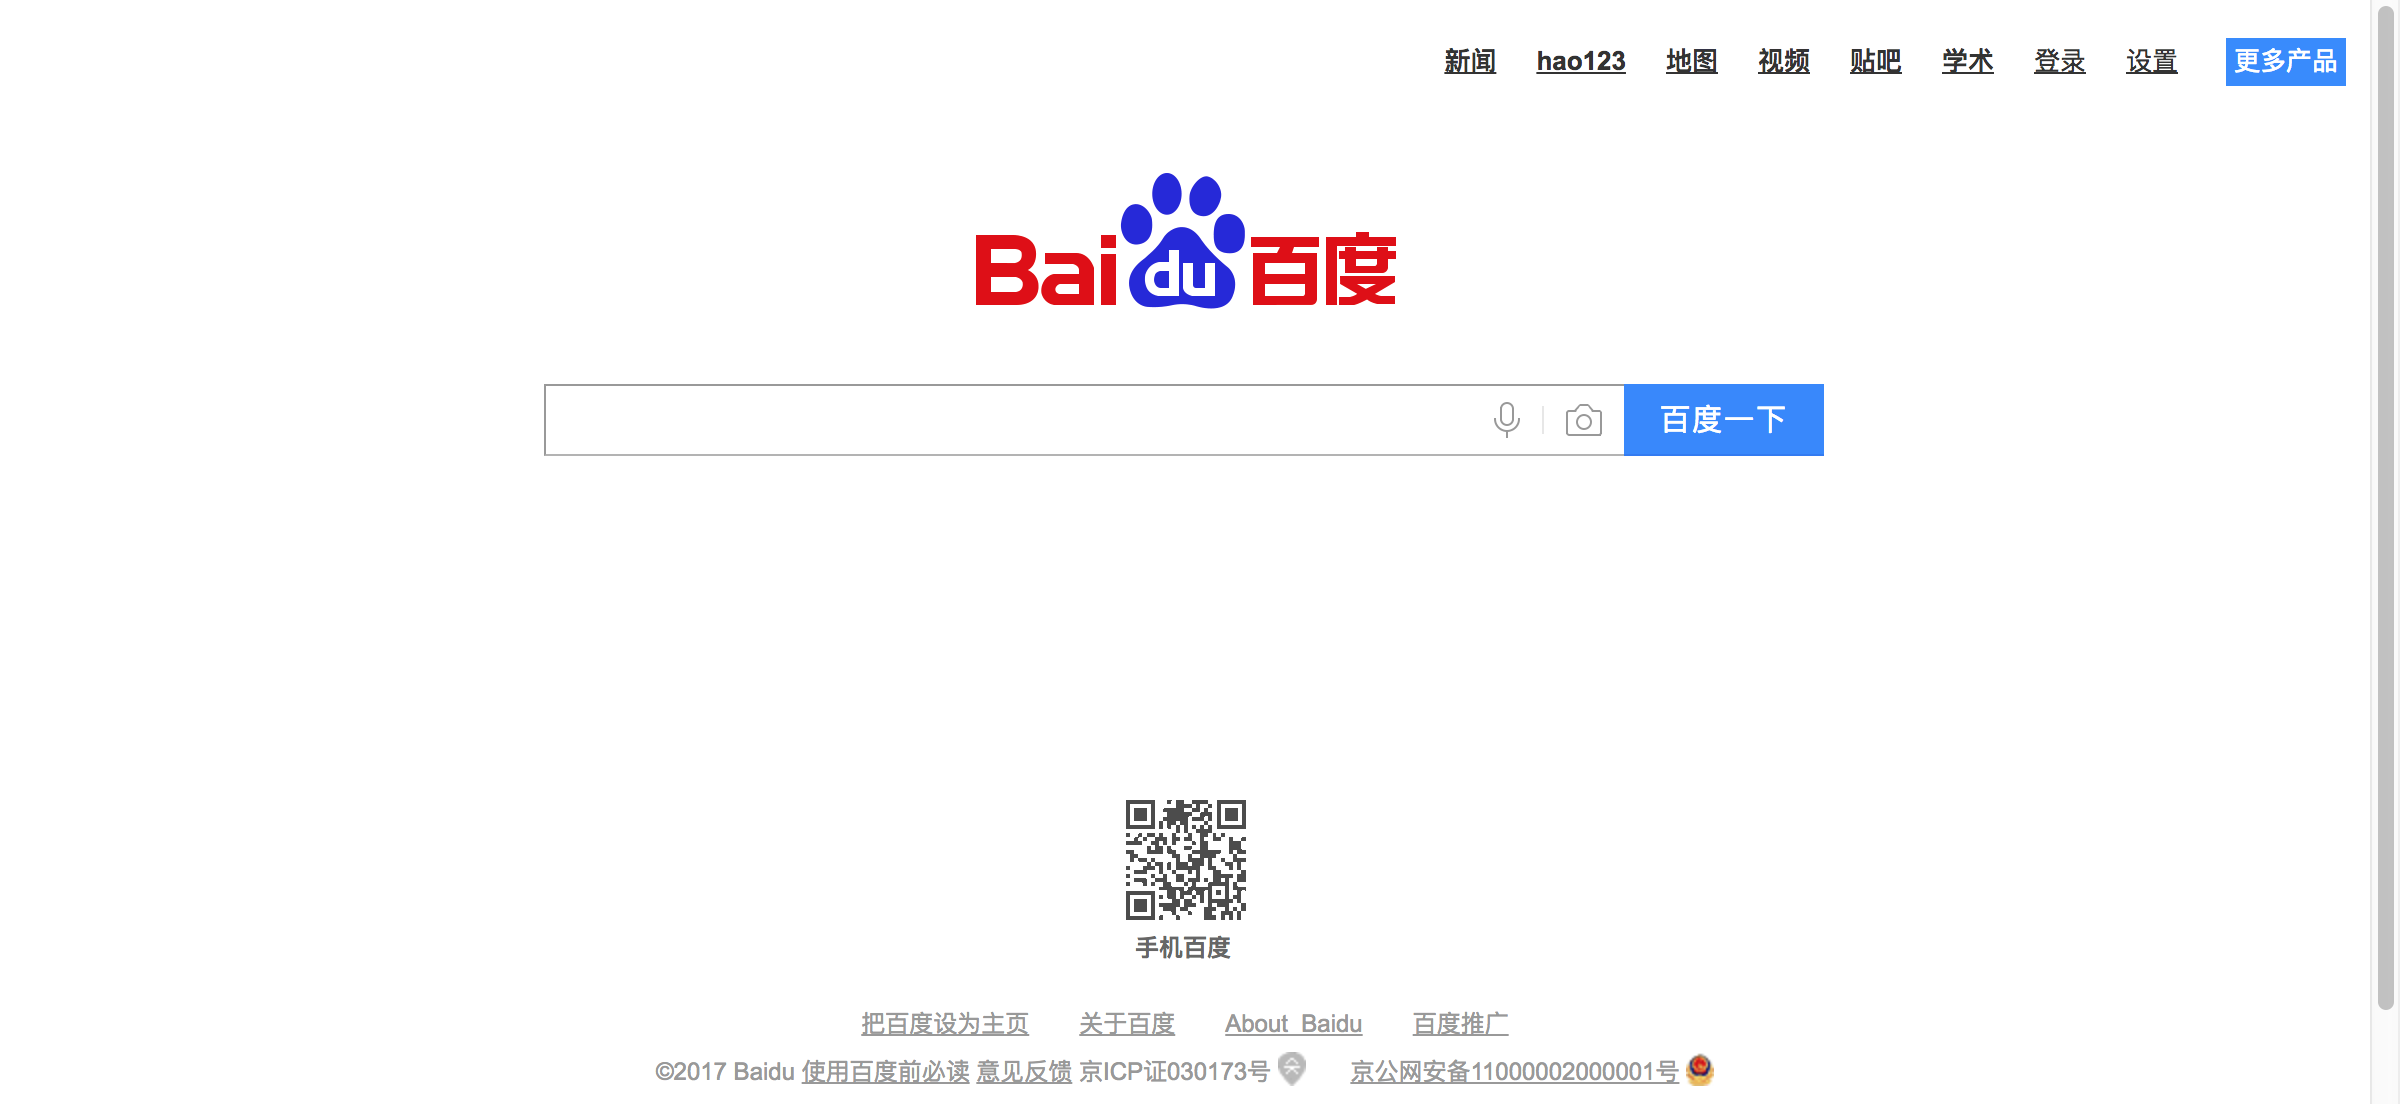 新闻 hao123 地图 视频 贴吧 学术 登录 设置 更多产品
Bai du 百度
百度一下
手机百度
把百度设为主页 关于百度 About Baidu 百度推广
©2017 Baidu 使用百度前必读 意见反馈 京ICP证030173号 京公网安备11000002000001号